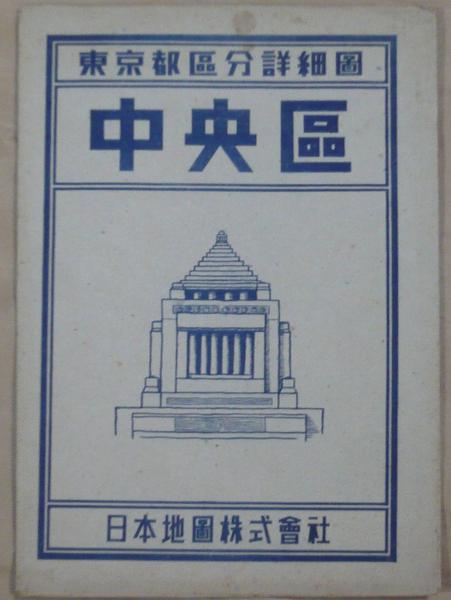 東京都區分詳細圖
中央區
日本地圖株式會社